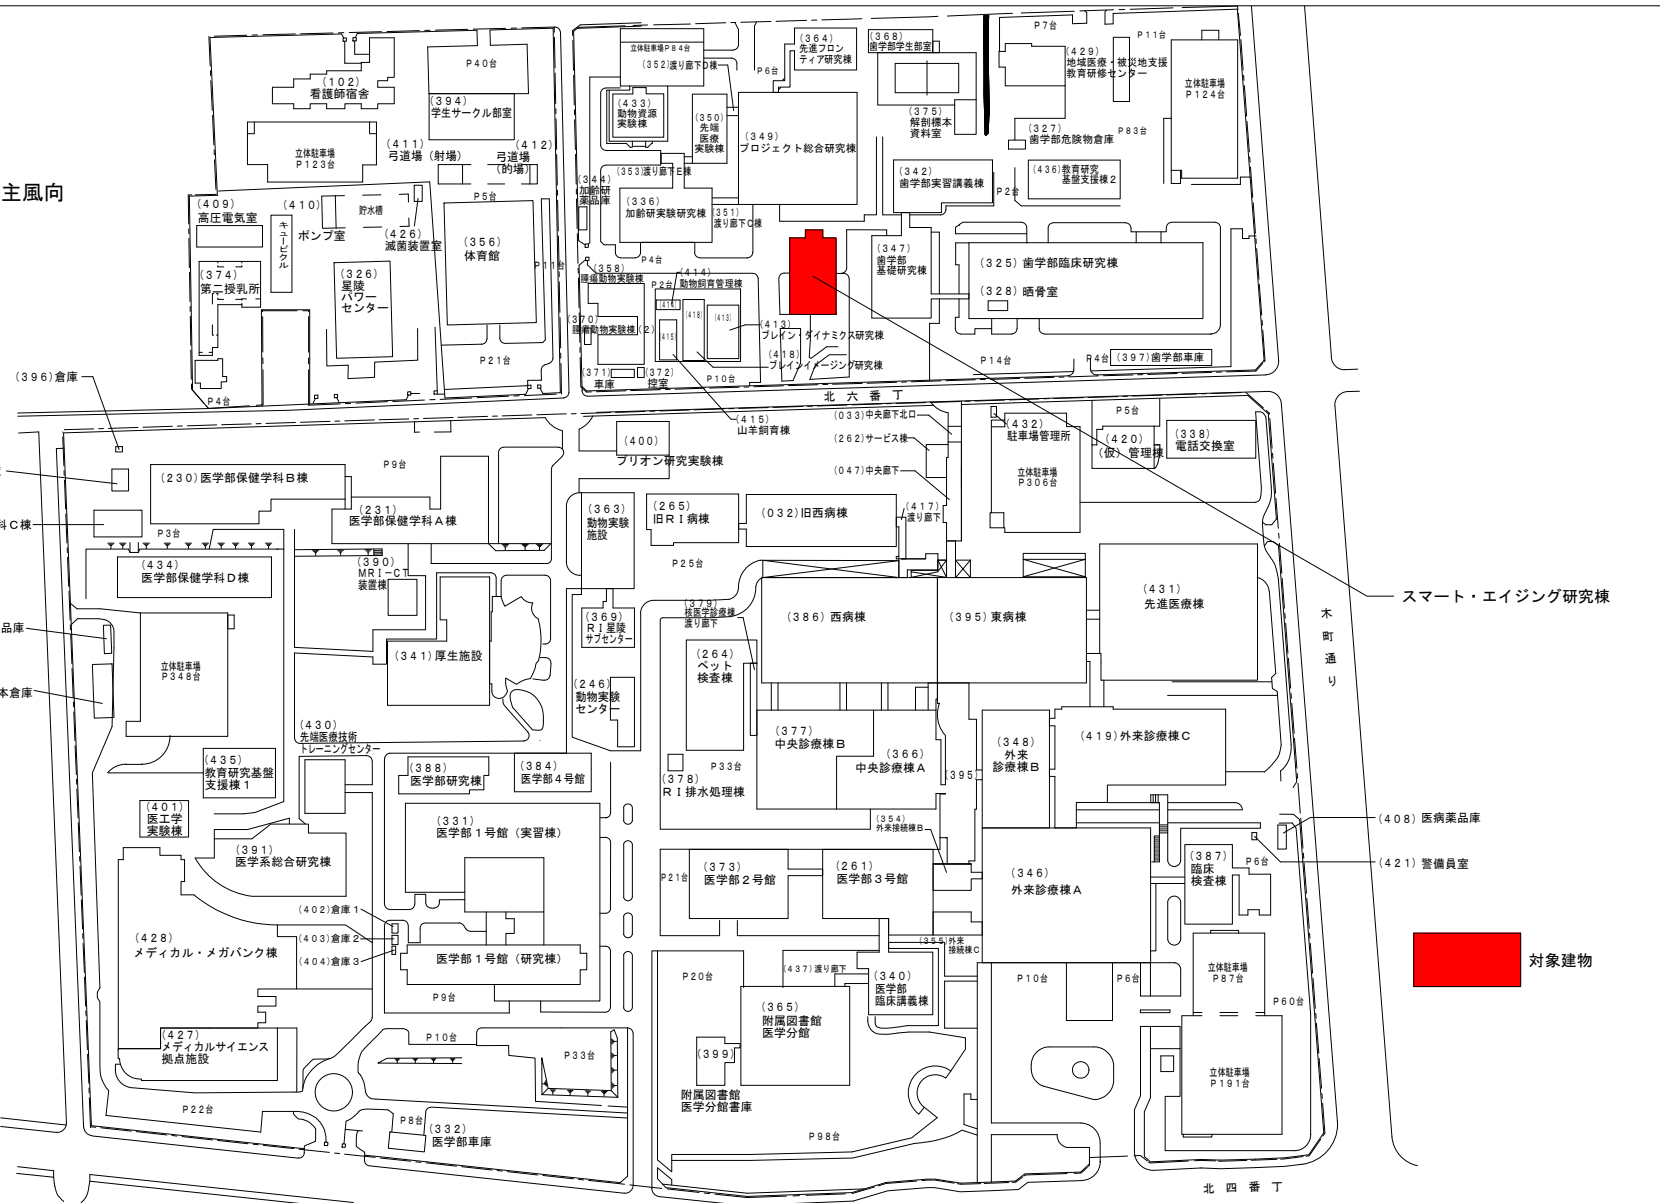 主風向
(102)
看護師宿舎
P40台
(394)
学生サークル部室
立体駐車場
P123台
(411)
弓道場(射場)
(412)
弓道場
(的場)
P5台
(409)
高圧電気室
(410)
ポンプ室
貯水槽
(426)
滅菌装置室
キュービクル
(374)
第二授乳所
(326)
星陵
パワー
センター
(356)
体育館
P11台
P21台
P4台
立体駐車場P84台
(352)渡り廊下D棟
P6台
(364)
先進フロン
ティア研究棟
(368)
歯学部学生部室
(433)
動物資源
実験棟
(350)
先端
医療
実験棟
(349)
プロジェクト総合研究棟
(375)
解剖標本
資料室
(353)渡り廊下E棟
(344)
加齢研
薬品庫
(336)
加齢研実験研究棟
(351)
渡り廊下C棟
(342)
歯学部実習講義棟
P2台
P7台
(429)
地域医療・被災地支援
教育研修センター
P11台
立体駐車場
P124台
(327)
歯学部危険物倉庫
P83台
(436)教育研究
基盤支援棟2
(347)
歯学部
基礎研究棟
(325)歯学部臨床研究棟
(328)晒骨室
P14台
P4台
(397)歯学部車庫
P4台
(358)
腫瘍動物実験棟
P2台
(414)
動物飼育管理棟
(414)
(418)
(413)
(415)
(370)
腫瘍動物実験棟(2)
(413)
ブレイン・ダイナミクス研究棟
(418)
ブレインイメージング研究棟
(371)
車庫
(372)
控室
P10台
北六番丁
(396)倉庫
(415)
山羊飼育棟
(033)中央廊下北口
(262)サービス棟
(047)中央廊下
(400)
プリオン研究実験棟
(432)
駐車場管理所
P5台
(420)
(仮)管理棟
(338)
電話交換室
立体駐車場
P306台
P9台
(230)医学部保健学科B棟
(231)
医学部保健学科A棟
科C棟
P3台
(434)
医学部保健学科D棟
(390)
MRI-CT
装置棟
(363)
動物実験
施設
(265)
旧RI病棟
(032)旧西病棟
(417)
渡り廊下
P25台
(379)
核医学診療棟
渡り廊下
(386)西病棟
(395)東病棟
(431)
先進医療棟
スマート・エイジング研究棟
木町通り
品庫
立体駐車場
P348台
本倉庫
(341)厚生施設
(369)
RI星陵
サブセンター
(264)
ペット
検査棟
(246)
動物実験
センター
(430)
先端医療技術
トレーニングセンター
(377)
中央診療棟B
(366)
中央診療棟A
(348)
外来
診療棟B
(419)外来診療棟C
(395)
(435)
教育研究基盤
支援棟1
(388)
医学部研究棟
(384)
医学部4号館
P33台
(378)
RI排水処理棟
(401)
医工学
実験棟
(331)
医学部1号館(実習棟)
(354)
外来接続棟B
(408)医病薬品庫
(421)警備員室
(391)
医学系総合研究棟
P21台
(373)
医学部2号館
(261)
医学部3号館
(346)
外来診療棟A
(387)
臨床
検査棟
P6台
(402)倉庫1
(403)倉庫2
(404)倉庫3
(428)
メディカル・メガバンク棟
医学部1号館(研究棟)
(355)外来
接続棟C
対象建物
P9台
P20台
(437)渡り廊下
(340)
医学部
臨床講義棟
P10台
P6台
立体駐車場
P87台
P60台
(365)
附属図書館
医学分館
(427)
メディカルサイエンス
拠点施設
P10台
P33台
(399)
附属図書館
医学分館書庫
立体駐車場
P191台
P22台
P8台
(332)
医学部車庫
P98台
北四番丁